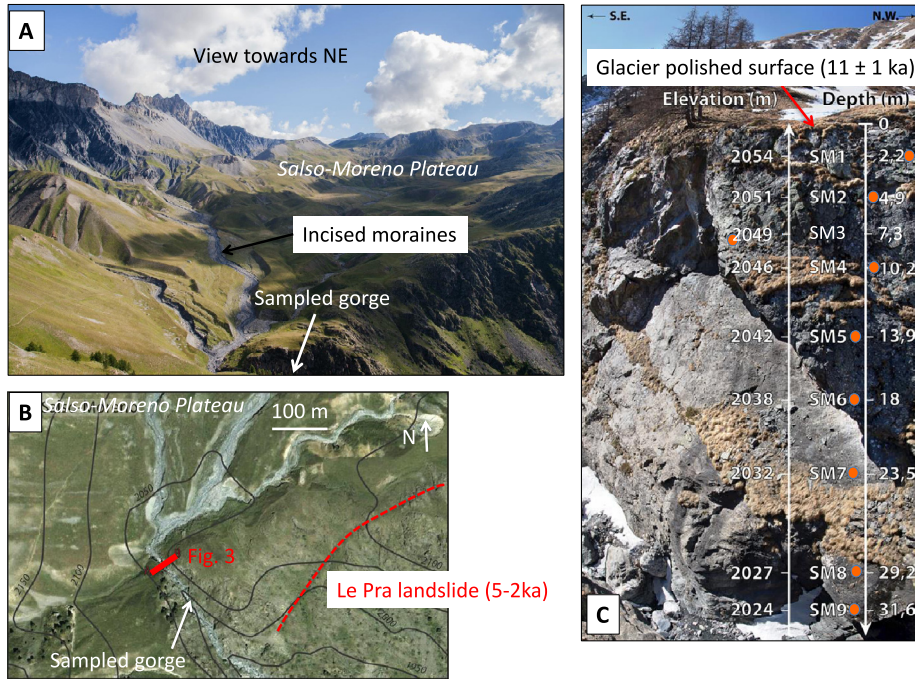 A
View towards NE
Salso-Moreno Plateau
Incised moraines
Sampled gorge
B
Salso-Moreno Plateau
100 m
N
2050
Fig. 3
2150
2100
2100
Le Pra landslide (5-2ka)
2000
2050
Sampled gorge
← S.E.
N.W. →
Glacier polished surface (11 ± 1 ka)
Elevation (m)
Depth (m)
0
2054 SM1 2,2
2051 SM2 4,9
2049 SM3 7,3
2046 SM4 10,2
2042 SM5 13,9
2038 SM6 18
2032 SM7 23,5
2027 SM8 29,2
2024 SM9 31,6
C